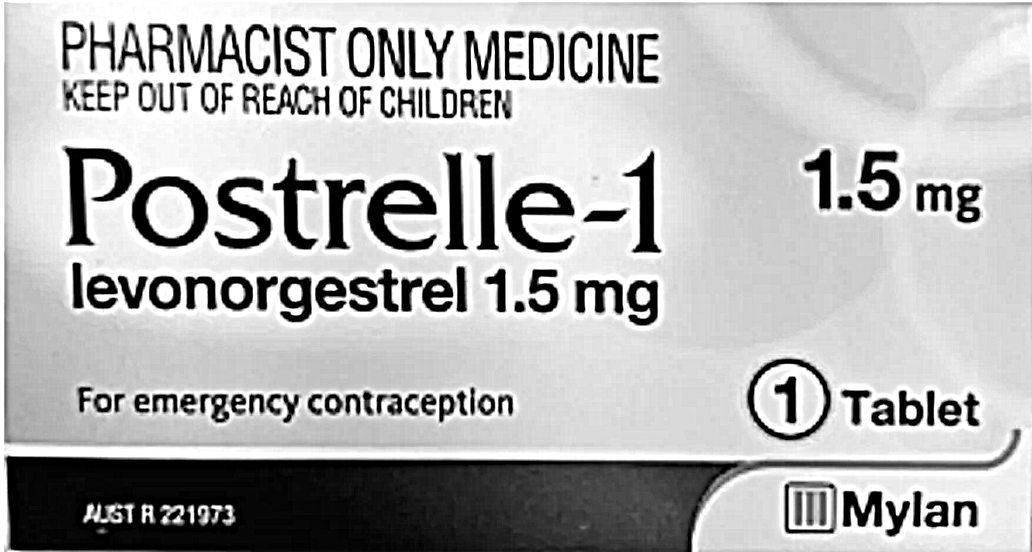 PHARMACIST ONLY MEDICINE
KEEP OUT OF REACH OF CHILDREN
Postrelle-1 1.5 mg
levonorgestrel 1.5 mg
For emergency contraception
1 Tablet
AUST R 221973
Mylan